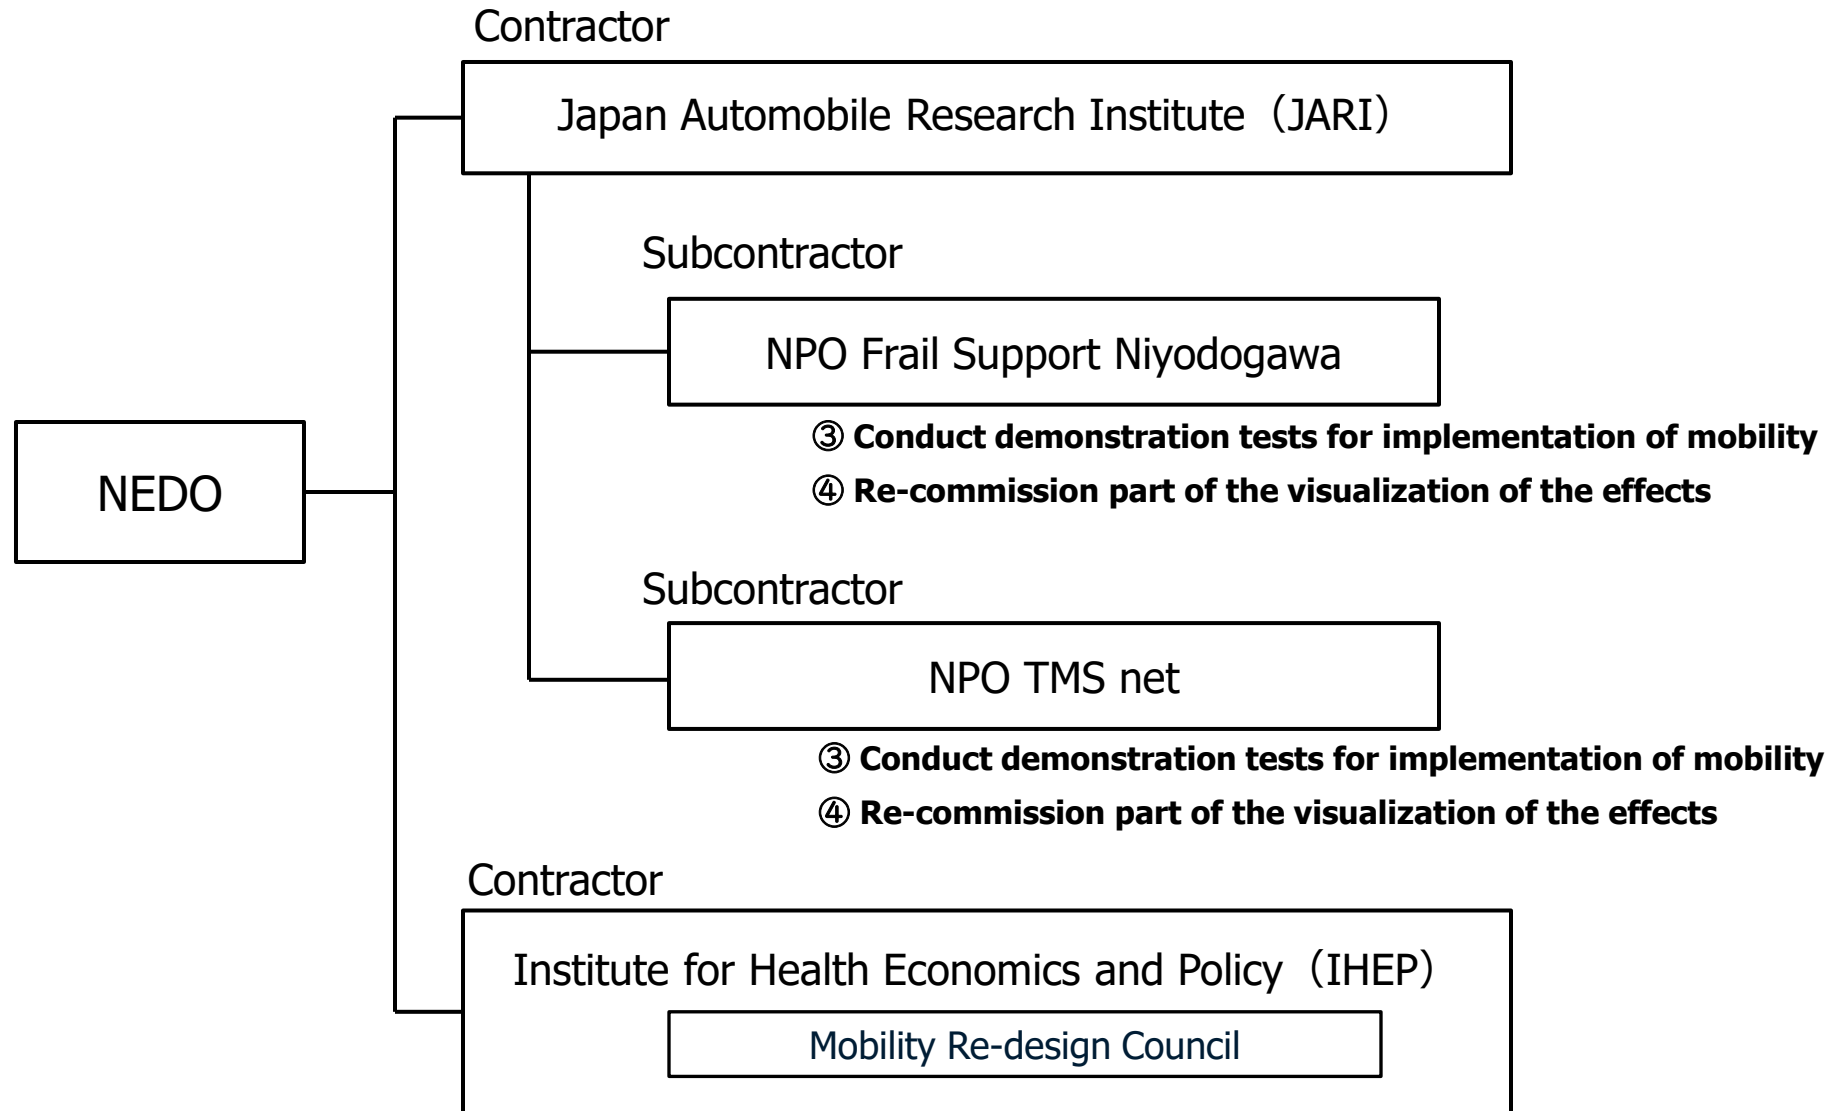 Contractor
Japan Automobile Research Institute（JARI）
Subcontractor
NPO Frail Support Niyodogawa
③ Conduct demonstration tests for implementation of mobility
④ Re-commission part of the visualization of the effects
NEDO
Subcontractor
NPO TMS net
③ Conduct demonstration tests for implementation of mobility
④ Re-commission part of the visualization of the effects
Contractor
Institute for Health Economics and Policy（IHEP）
Mobility Re-design Council